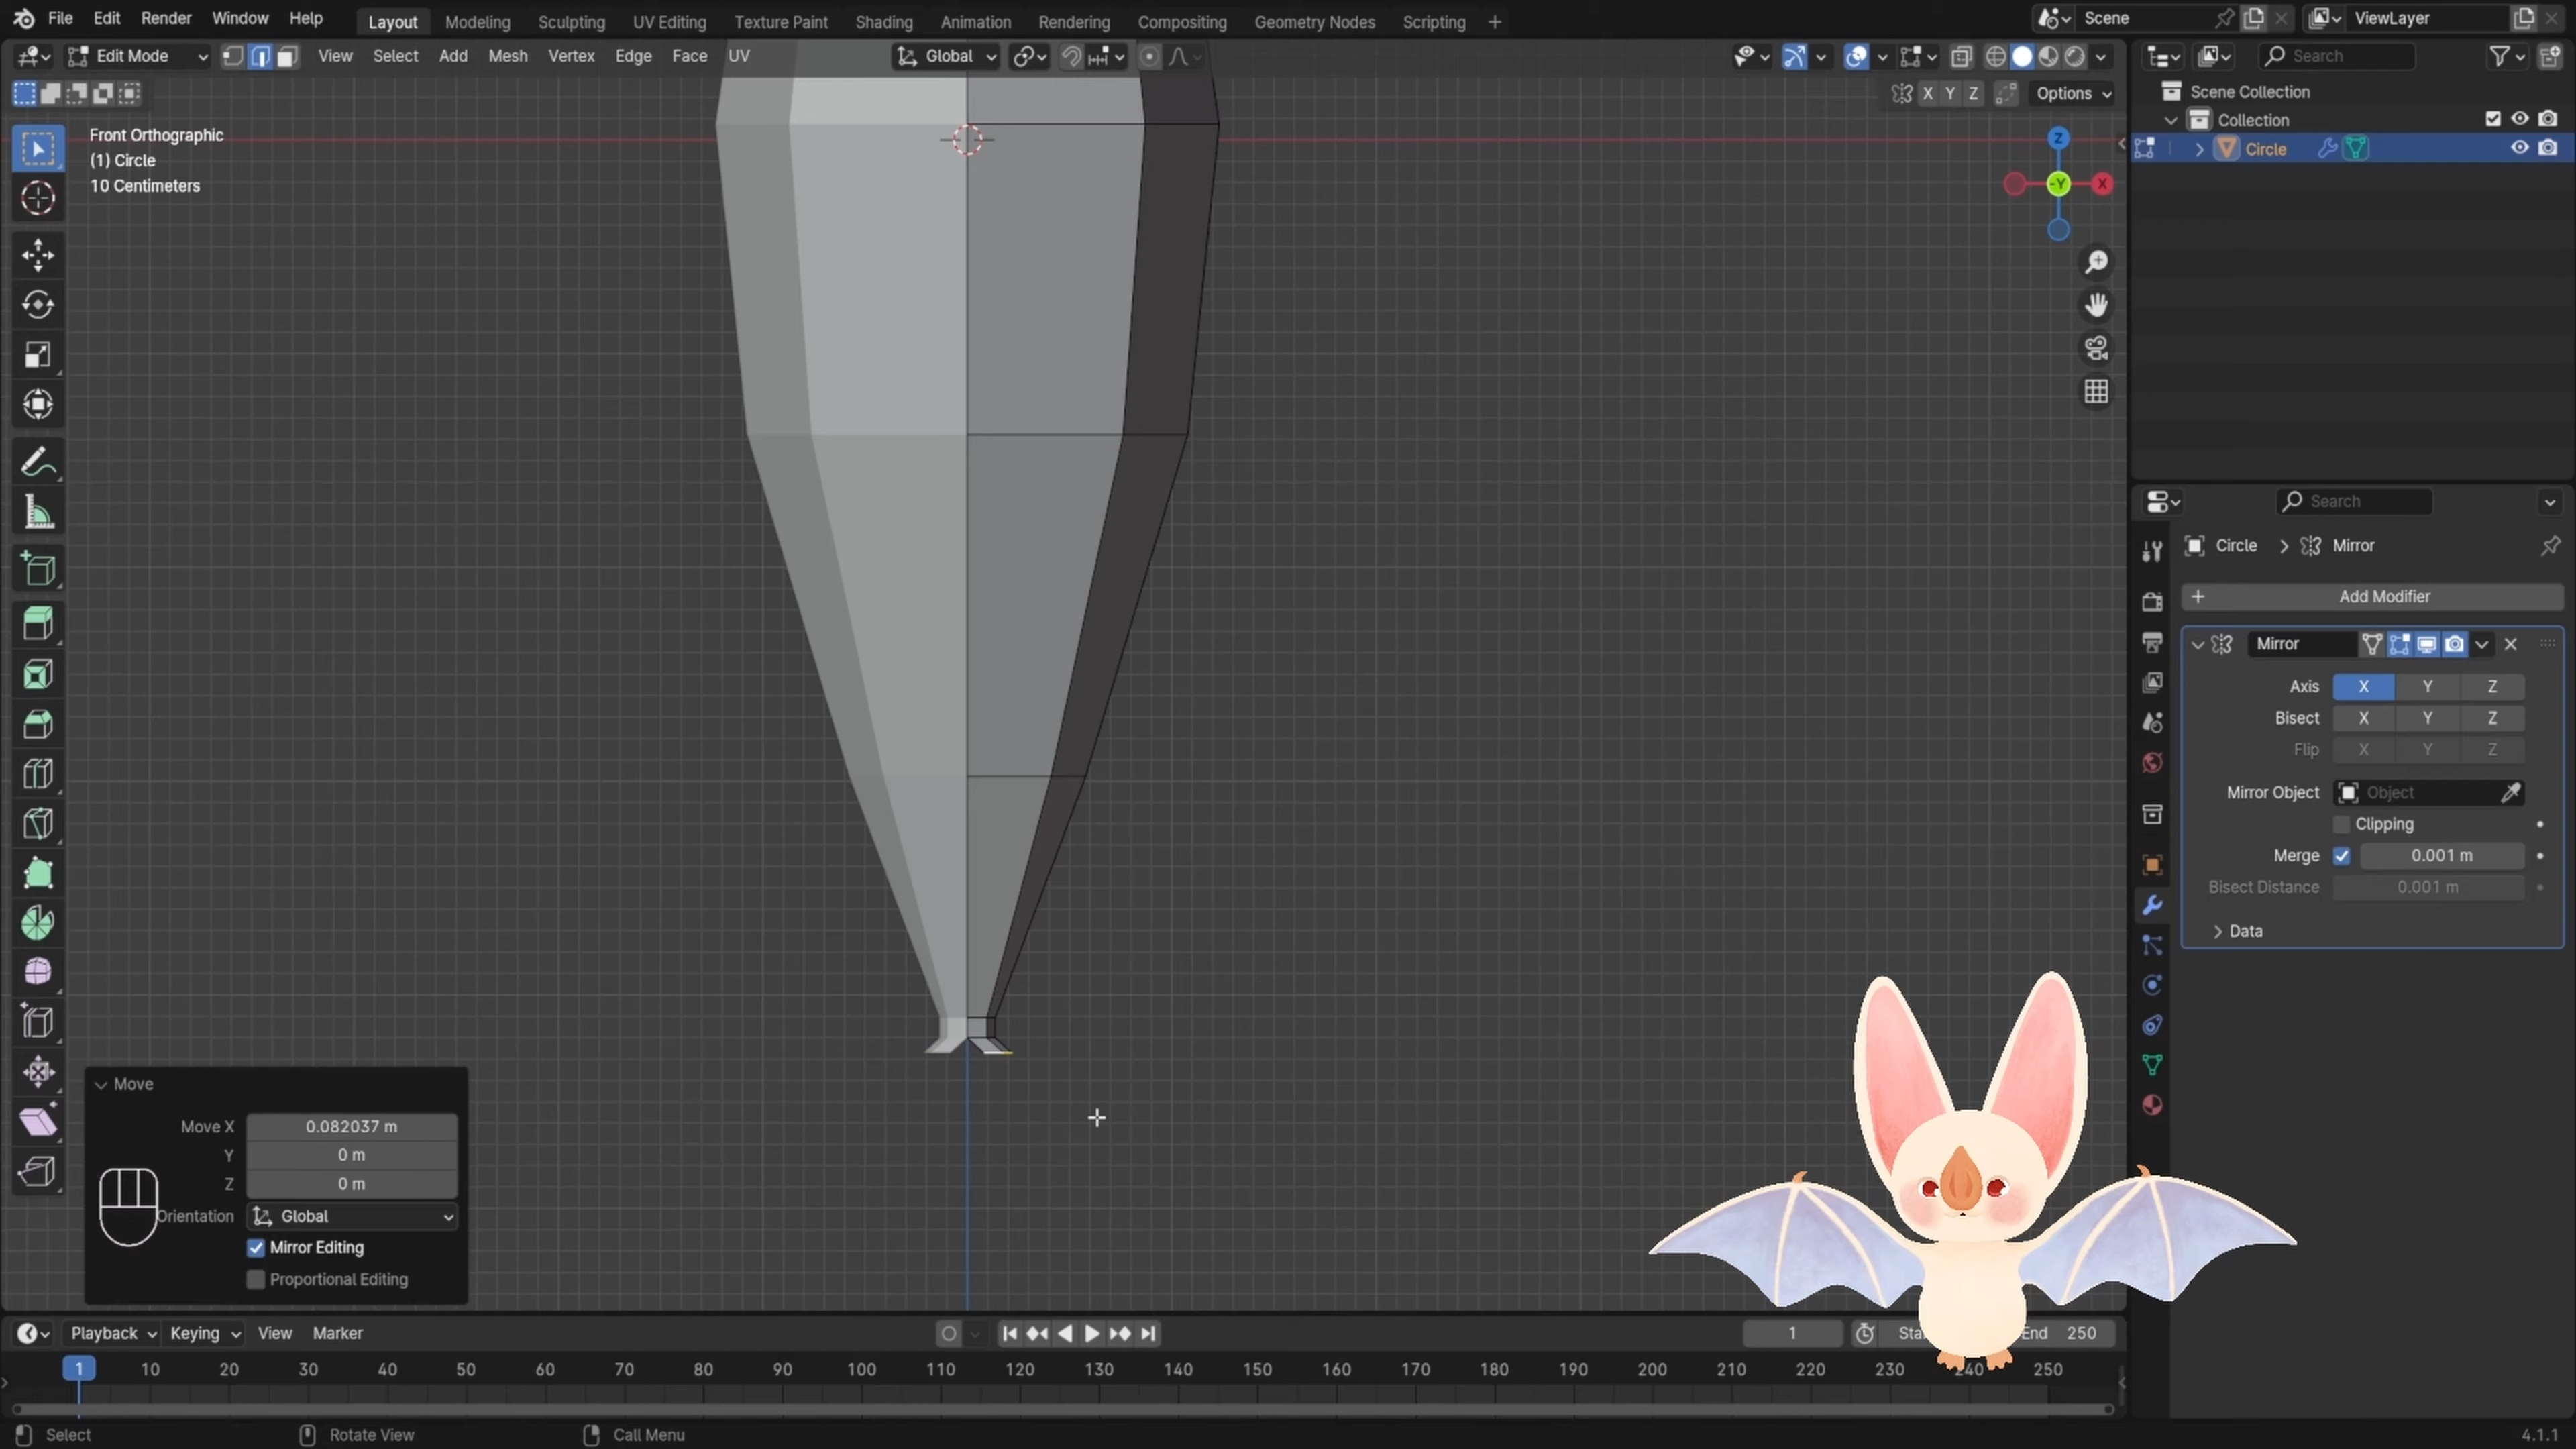 File Edit Render Window Help Layout Modeling Sculpting UV Editing Texture Paint Shading Animation Rendering Compositing Geometry Nodes Scripting + Scene ViewLayer
Edit Mode View Select Add Mesh Vertex Edge Face UV Global Search
X Y Z Options
Scene Collection
Collection
Circle
Front Orthographic
(1) Circle
10 Centimeters
Z
-Y X
Search
Circle > Mirror
+ Add Modifier
Mirror
Axis X Y Z
Bisect X Y Z
Flip X Y Z
Mirror Object Object
Clipping
Merge 0.001 m
Bisect Distance 0.001 m
Data
Move
Move X 0.082037 m
Y 0 m
Z 0 m
Orientation Global
Mirror Editing
Proportional Editing
Playback Keying View Marker 1 Sta End 250
1 10 20 30 40 50 60 70 80 90 100 110 120 130 140 150 160 170 180 190 200 210 220 230 240 250
Select Rotate View Call Menu 4.1.1